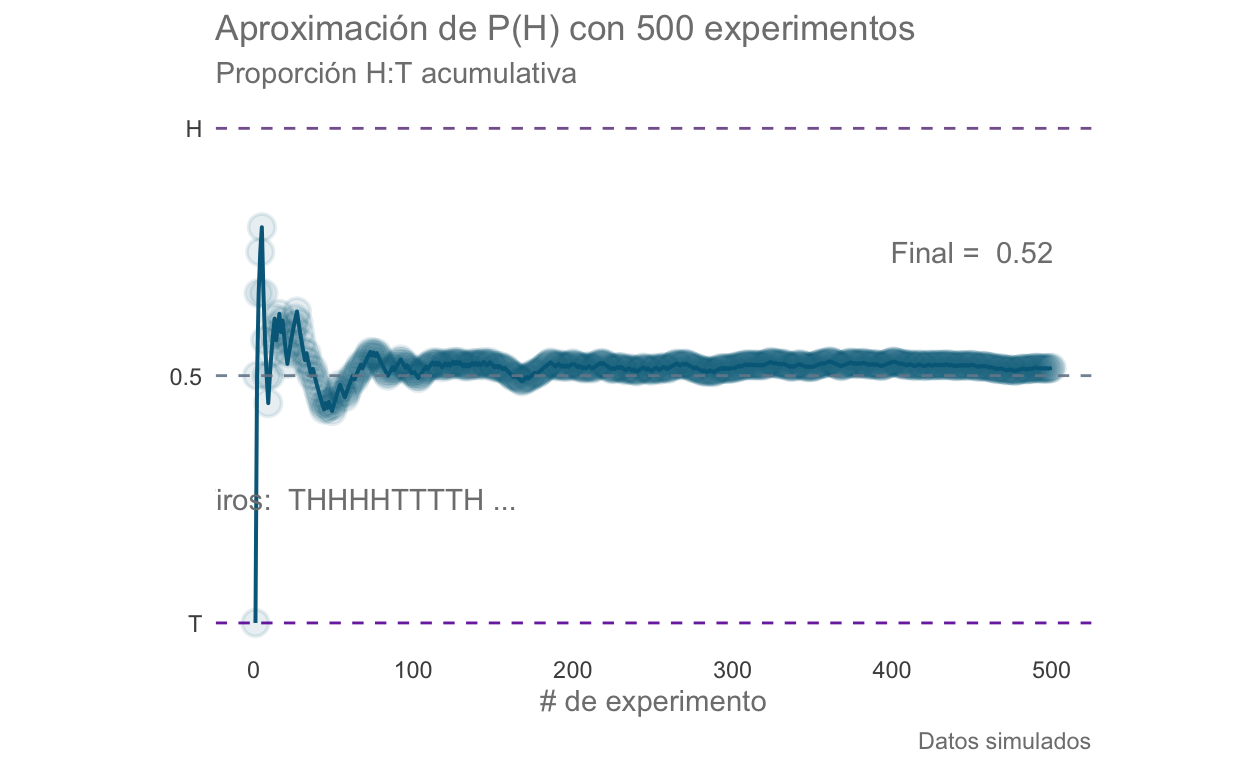 Aproximación de P(H) con 500 experimentos
Proporción H:T acumulativa
H
Final = 0.52
0.5
iros: THHHHTTTTH ...
T
0 100 200 300 400 500
# de experimento
Datos simulados